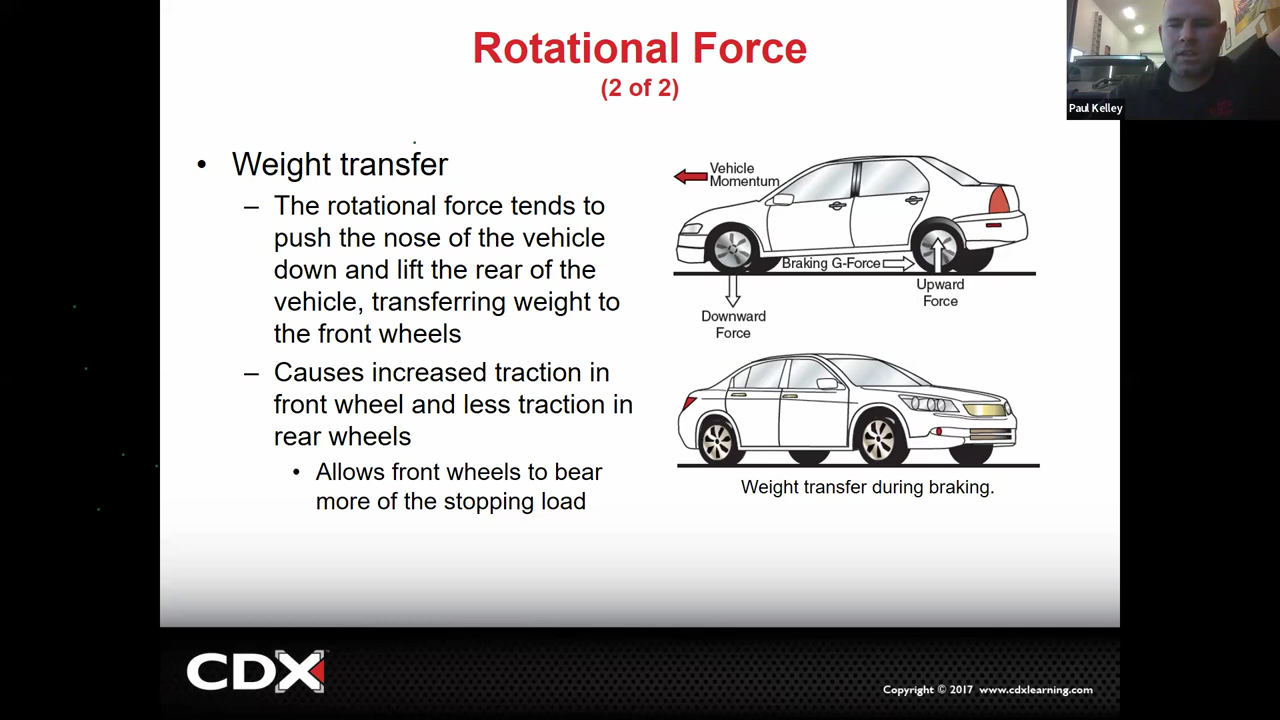 Rotational Force
(2 of 2)
Paul Kelley
• Weight transfer
– The rotational force tends to
push the nose of the vehicle
down and lift the rear of the
vehicle, transferring weight to
the front wheels
– Causes increased traction in
front wheel and less traction in
rear wheels
• Allows front wheels to bear
more of the stopping load
Vehicle
Momentum
Braking G-Force
Upward
Force
Downward
Force
Weight transfer during braking.
CDX
Copyright © 2017 www.cdxlearning.com